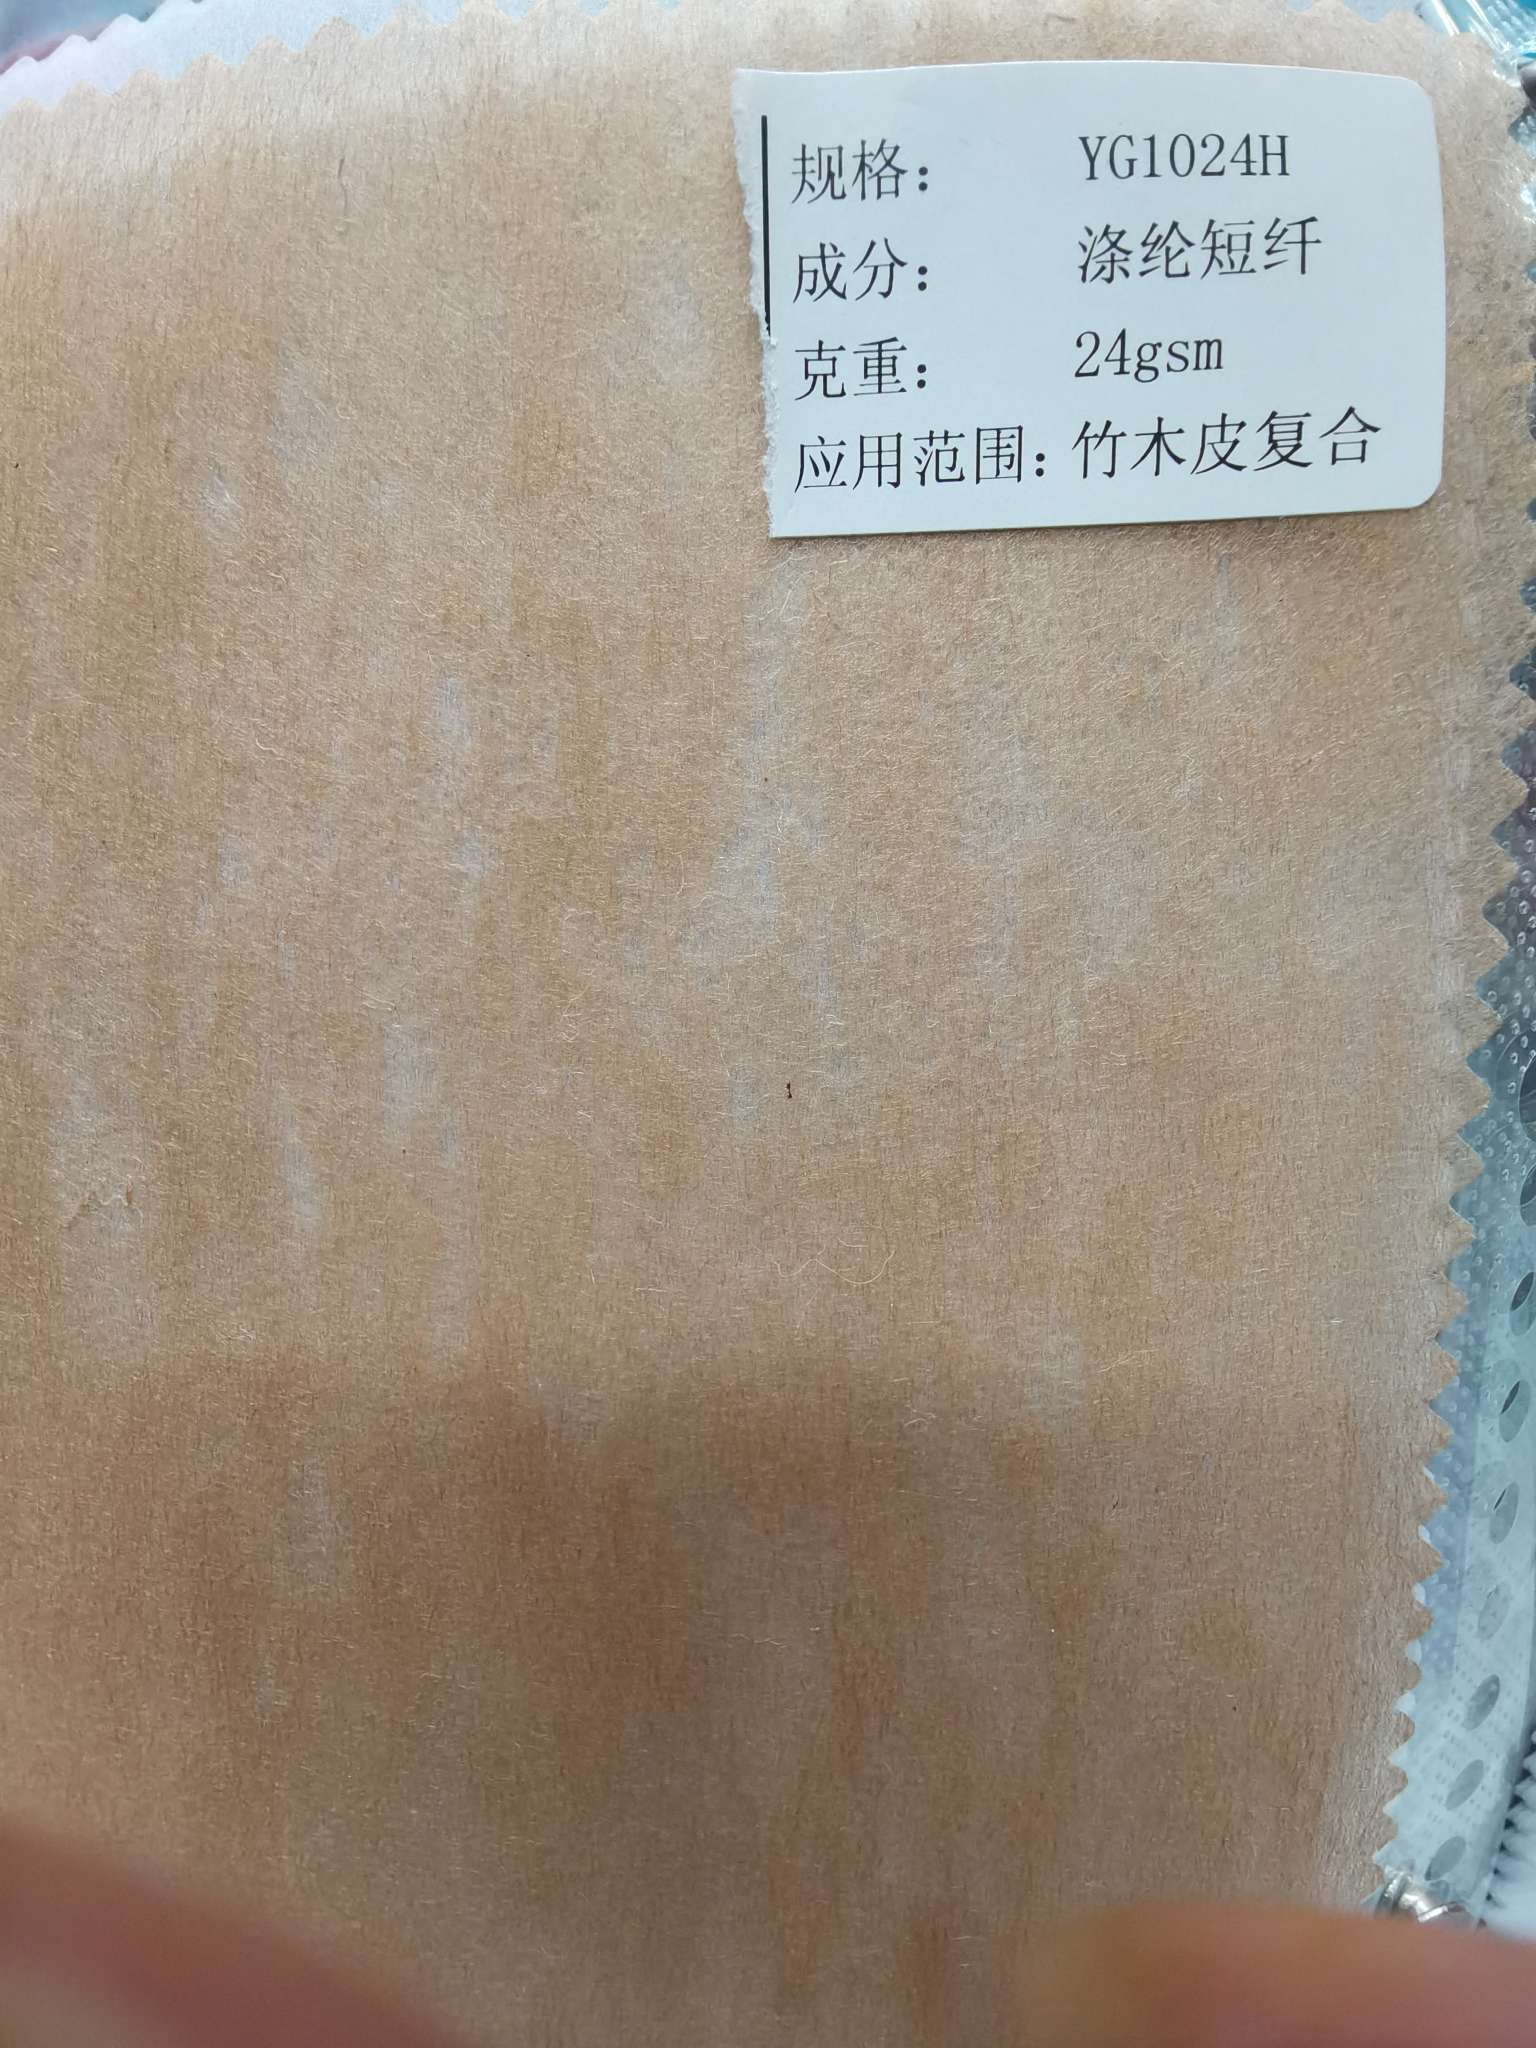 规格： YG1024H
成分： 涤纶短纤
克重： 24gsm
应用范围：竹木皮复合